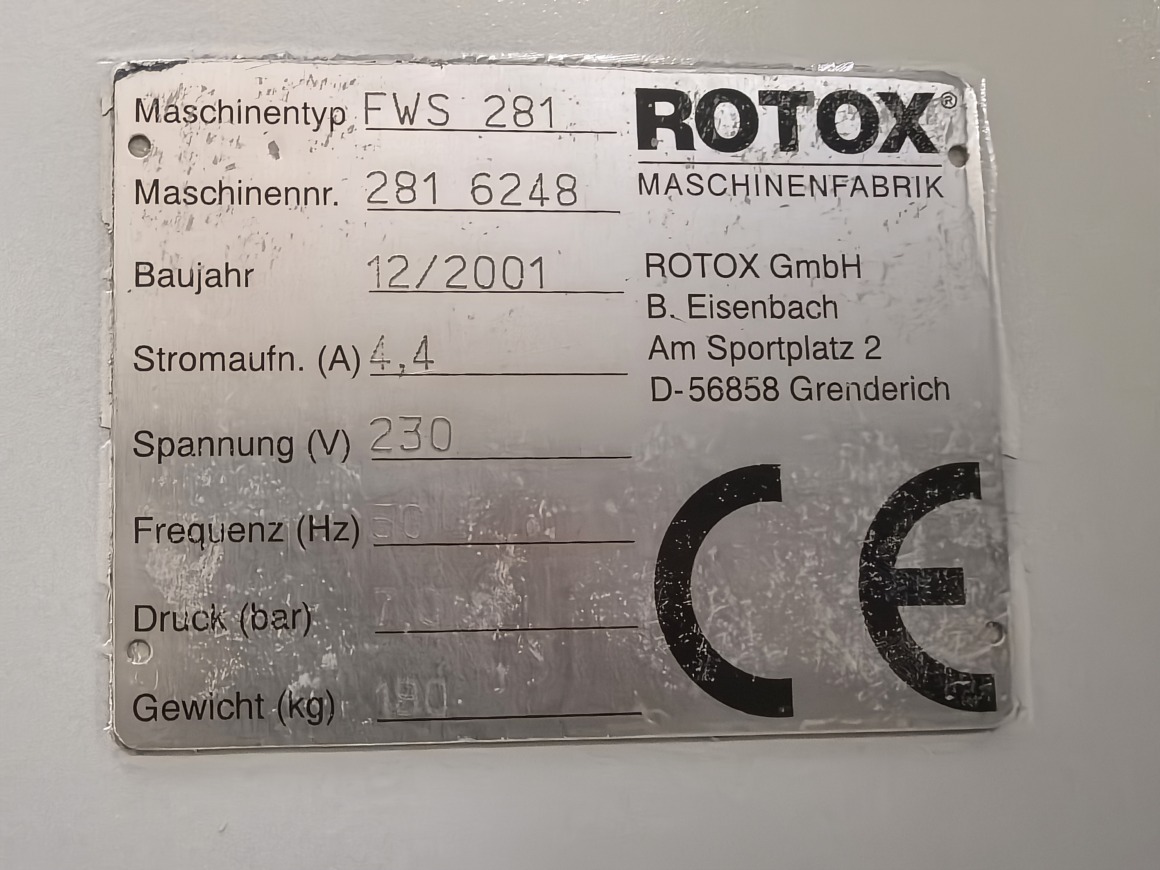 Maschinentyp FWS 281
Maschinennr. 281 6248
Baujahr 12/2001
Stromaufn. (A) 4,4
Spannung (V) 230
Frequenz (Hz) 50
Druck (bar)
Gewicht (kg)
ROTOX®
MASCHINENFABRIK
ROTOX GmbH
B. Eisenbach
Am Sportplatz 2
D-56858 Grenderich
CE